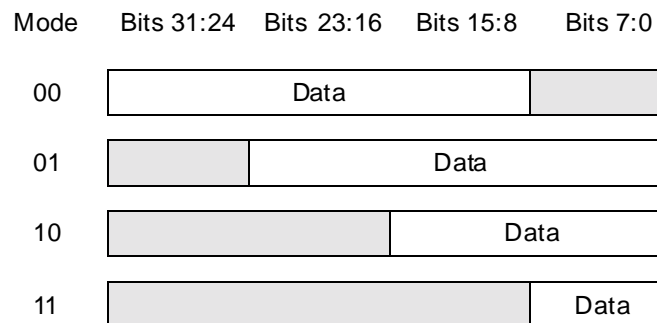 Mode Bits 31:24 Bits 23:16 Bits 15:8 Bits 7:0
00 Data
01 Data
10 Data
11 Data